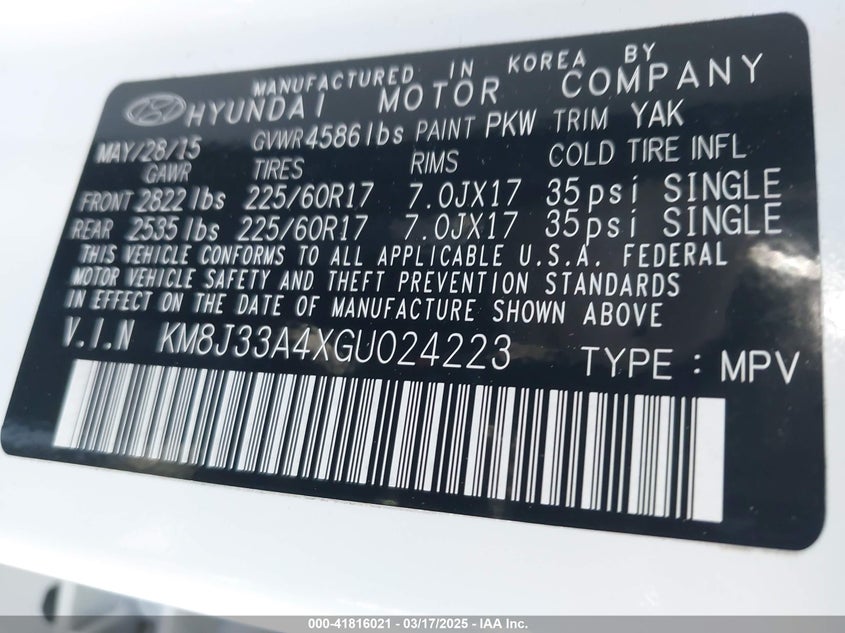 MANUFACTURED IN KOREA BY
HYUNDAI MOTOR COMPANY
MAY/28/15 GVWR 4586 lbs PAINT PKW TRIM YAK
GAWR TIRES RIMS COLD TIRE INFL
FRONT 2822 lbs 225/60R17 7.0JX17 35psi SINGLE
REAR 2535 lbs 225/60R17 7.0JX17 35psi SINGLE
THIS VEHICLE CONFORMS TO ALL APPLICABLE U.S.A. FEDERAL
MOTOR VEHICLE SAFETY AND THEFT PREVENTION STANDARDS
IN EFFECT ON THE DATE OF MANUFACTURE SHOWN ABOVE.
V.I.N KM8J33A4XGU024223 TYPE : MPV
000-41816021 - 03/17/2025 - IAA Inc.